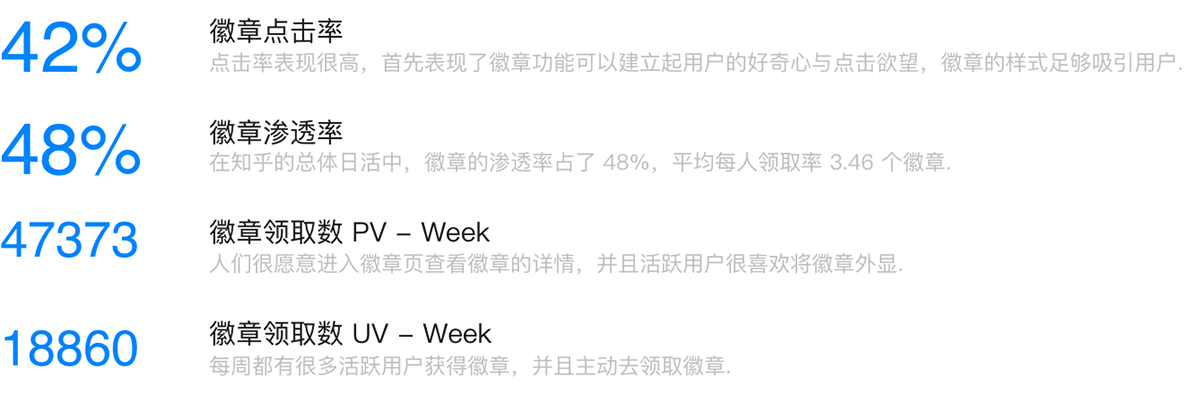 42%
徽章点击率
点击率表现很高，首先表现了徽章功能可以建立起用户的好奇心与点击欲望，徽章的样式足够吸引用户.
48%
徽章渗透率
在知乎的总体日活中，徽章的渗透率占了 48%，平均每人领取率 3.46 个徽章.
47373
徽章领取数 PV – Week
人们很愿意进入徽章页查看徽章的详情，并且活跃用户很喜欢将徽章外显.
18860
徽章领取数 UV – Week
每周都有很多活跃用户获得徽章，并且主动去领取徽章.